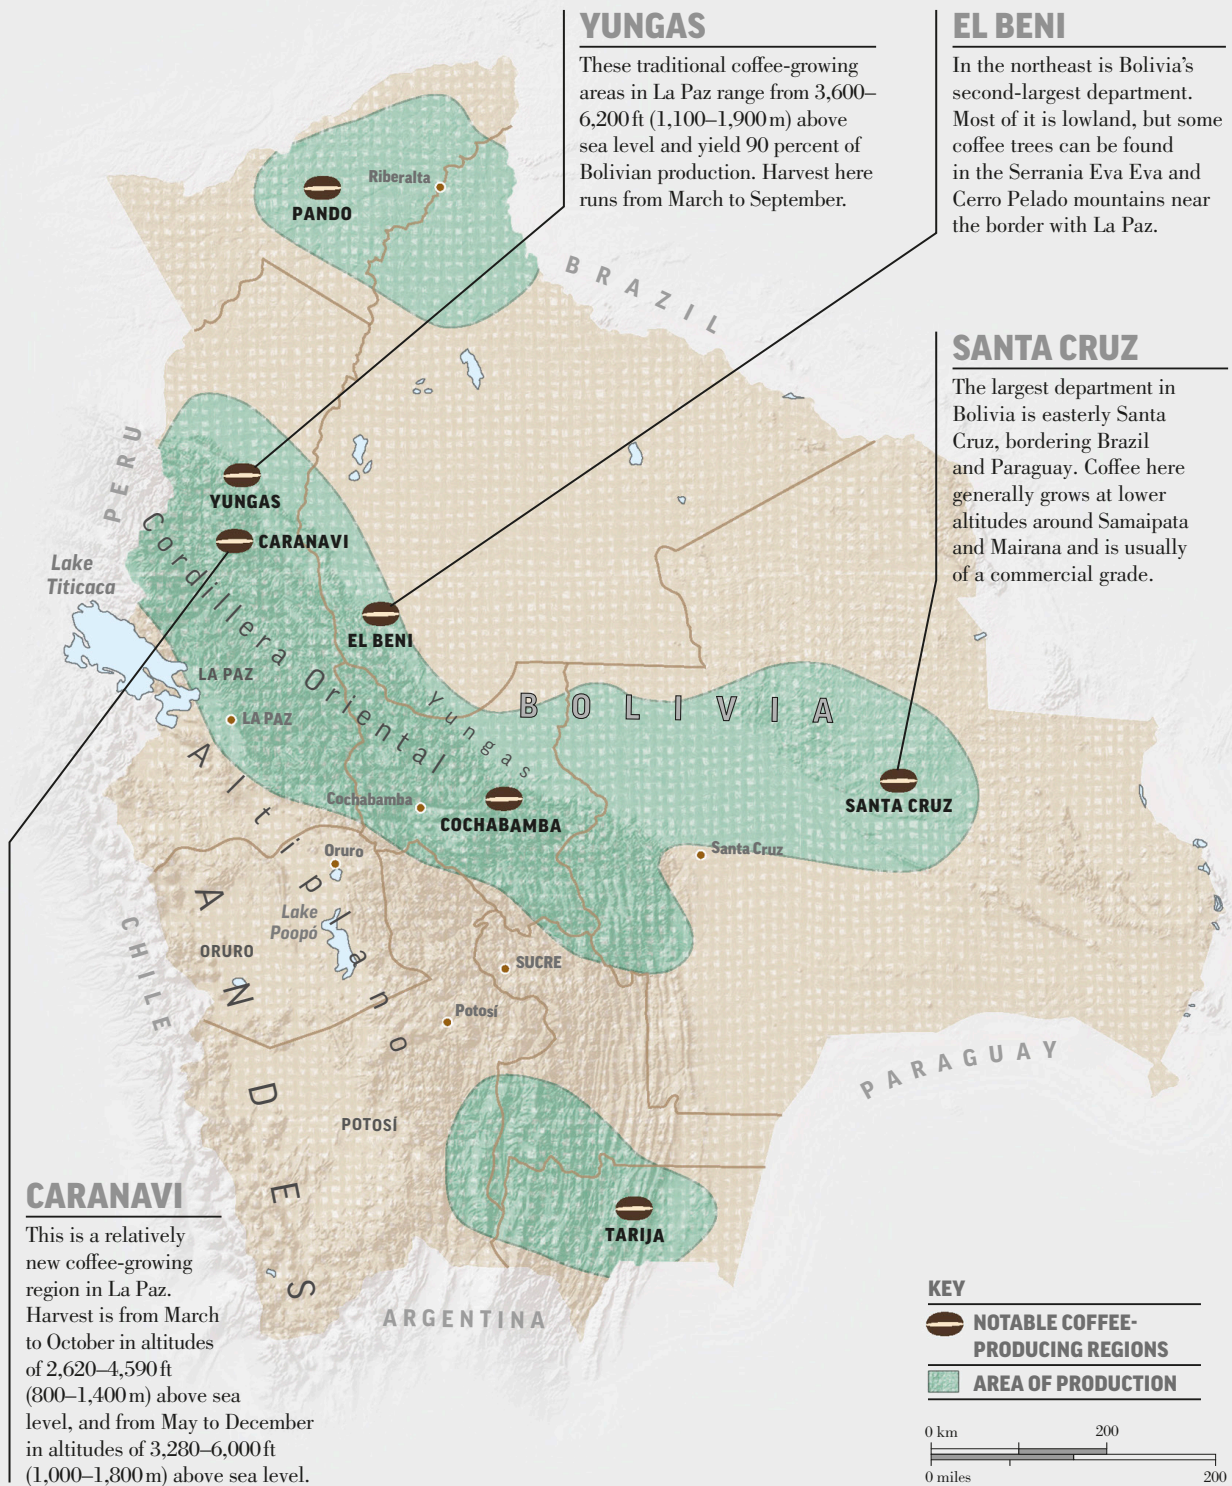 YUNGAS
These traditional coffee-growing
areas in La Paz range from 3,600–
6,200 ft (1,100–1,900 m) above
sea level and yield 90 percent of
Bolivian production. Harvest here
runs from March to September.
EL BENI
In the northeast is Bolivia’s
second-largest department.
Most of it is lowland, but some
coffee trees can be found
in the Serrania Eva Eva and
Cerro Pelado mountains near
the border with La Paz.
SANTA CRUZ
The largest department in
Bolivia is easterly Santa
Cruz, bordering Brazil
and Paraguay. Coffee here
generally grows at lower
altitudes around Samaipata
and Mairana and is usually
of a commercial grade.
Riberalta
PANDO
BRAZIL
PERU
YUNGAS
CARANAVI
Cordillera Oriental
Lake
Titicaca
EL BENI
LA PAZ
LA PAZ
Yungas
BOLIVIA
Altiplano
Cochabamba
COCHABAMBA
SANTA CRUZ
Oruro
Santa Cruz
Lake
Poopó
ANDES
CHILE
ORURO
SUCRE
Potosí
PARAGUAY
POTOSÍ
TARIJA
ARGENTINA
CARANAVI
This is a relatively
new coffee-growing
region in La Paz.
Harvest is from March
to October in altitudes
of 2,620–4,590 ft
(800–1,400 m) above sea
level, and from May to December
in altitudes of 3,280–6,000 ft
(1,000–1,800 m) above sea level.
KEY
NOTABLE COFFEE-
PRODUCING REGIONS
AREA OF PRODUCTION
0 km 200
0 miles 200